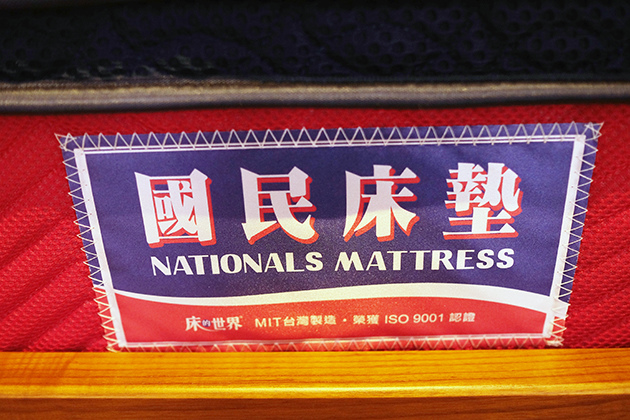 國民床墊
NATIONALS MATTRESS
床的世界 MIT台灣製造・榮獲 ISO 9001 認證